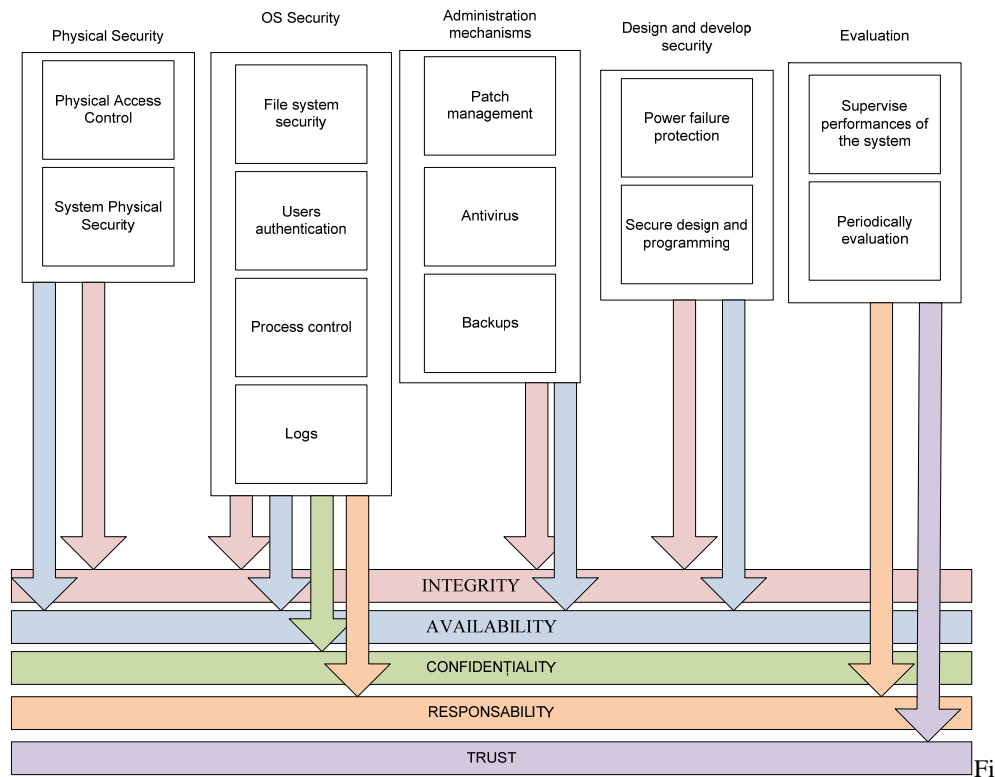 Physical Security
Physical Access
Control
System Physical
Security
OS Security
File system
security
Users
authentication
Process control
Logs
Administration
mechanisms
Patch
management
Antivirus
Backups
Design and develop
security
Power failure
protection
Secure design and
programming
Evaluation
Supervise
performances of
the system
Periodically
evaluation
INTEGRITY
AVAILABILITY
CONFIDENȚIALITY
RESPONSABILITY
TRUST
Fi